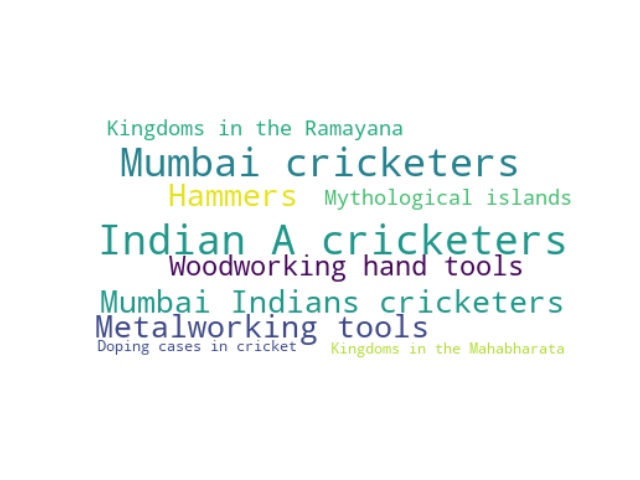 Kingdoms in the Ramayana
Mumbai cricketers
Hammers Mythological islands
Indian A cricketers
Woodworking hand tools
Mumbai Indians cricketers
Metalworking tools
Doping cases in cricket Kingdoms in the Mahabharata